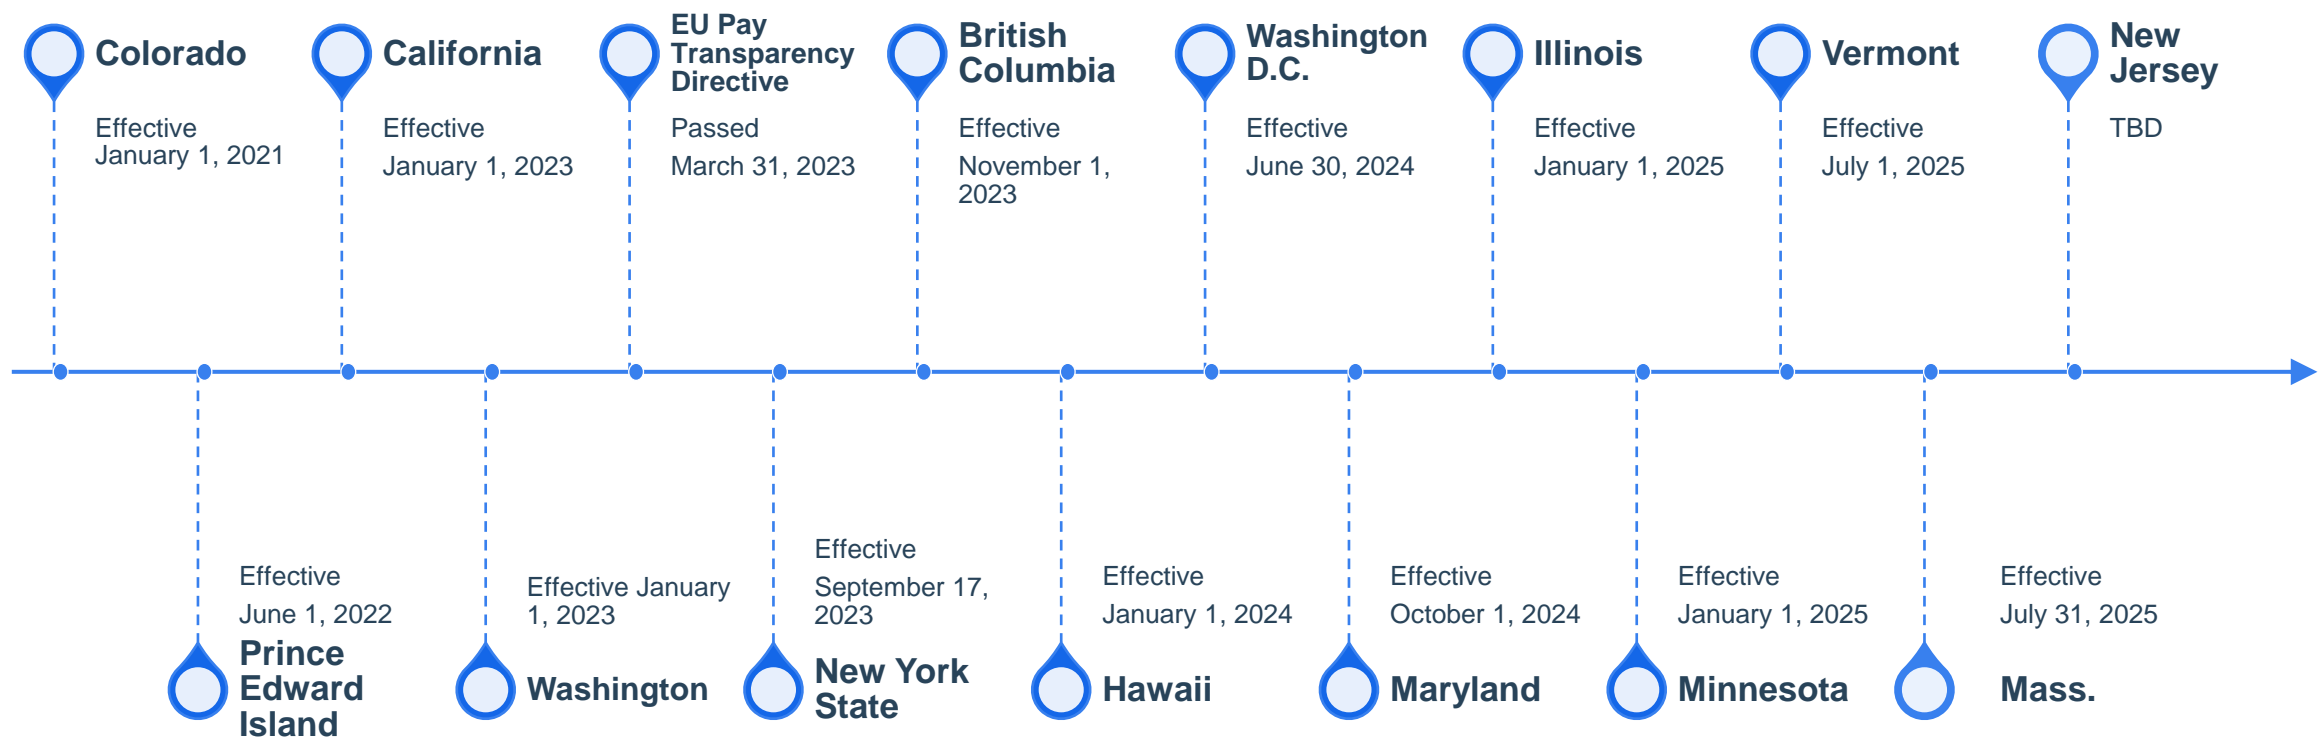 Colorado
Effective
January 1, 2021
California
Effective
January 1, 2023
EU Pay
Transparency
Directive
Passed
March 31, 2023
British
Columbia
Effective
November 1,
2023
Washington
D.C.
Effective
June 30, 2024
Illinois
Effective
January 1, 2025
Vermont
Effective
July 1, 2025
New
Jersey
TBD
Effective
June 1, 2022
Prince
Edward
Island
Effective January
1, 2023
Washington
Effective
September 17,
2023
New York
State
Effective
January 1, 2024
Hawaii
Effective
October 1, 2024
Maryland
Effective
January 1, 2025
Minnesota
Effective
July 31, 2025
Mass.